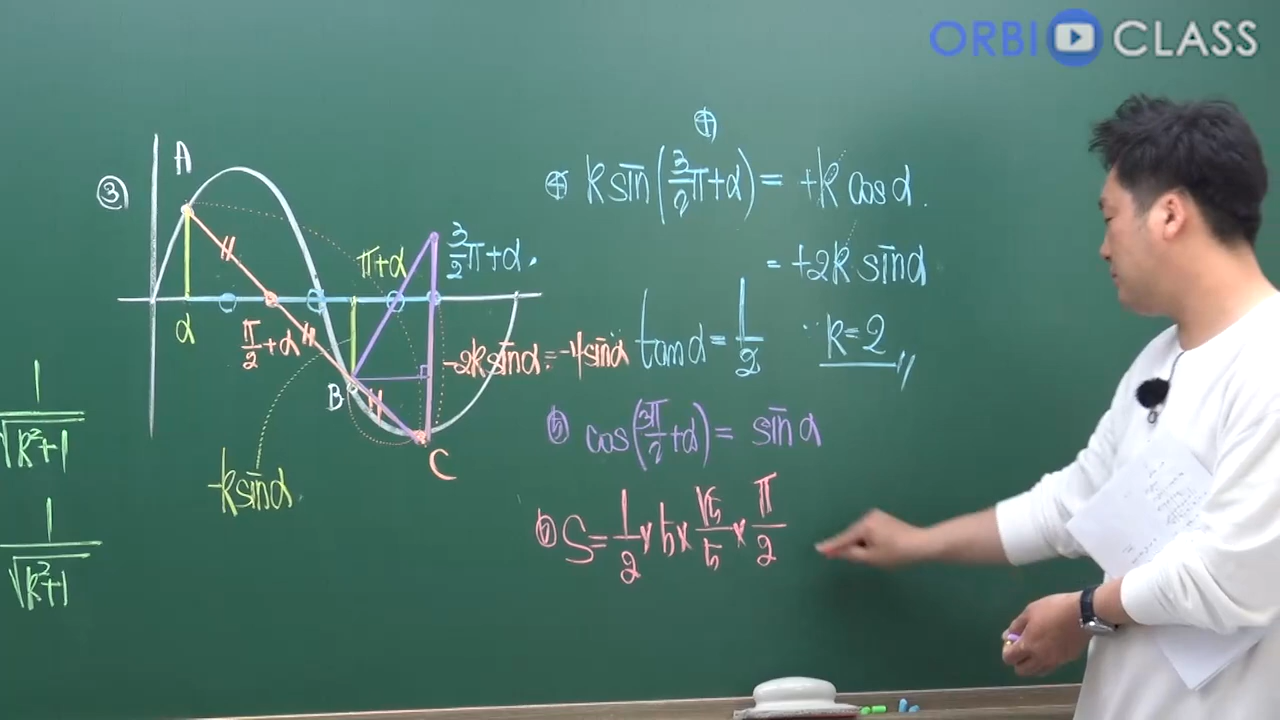 ORBI CLASS
③
A
α
π/2+α
π+α
3/2π+α.
B
C
-ksinα
-2ksinα=-4sinα
1/√k²+1
1/√k²+1
④ ksin(3/2π+α)=+kcosα.
=+2ksinα
tanα=1/2 ∵k=2
⑤ cos(3π/2+α)=sinα
⑥ S=1/2×5×√5/5×π/2